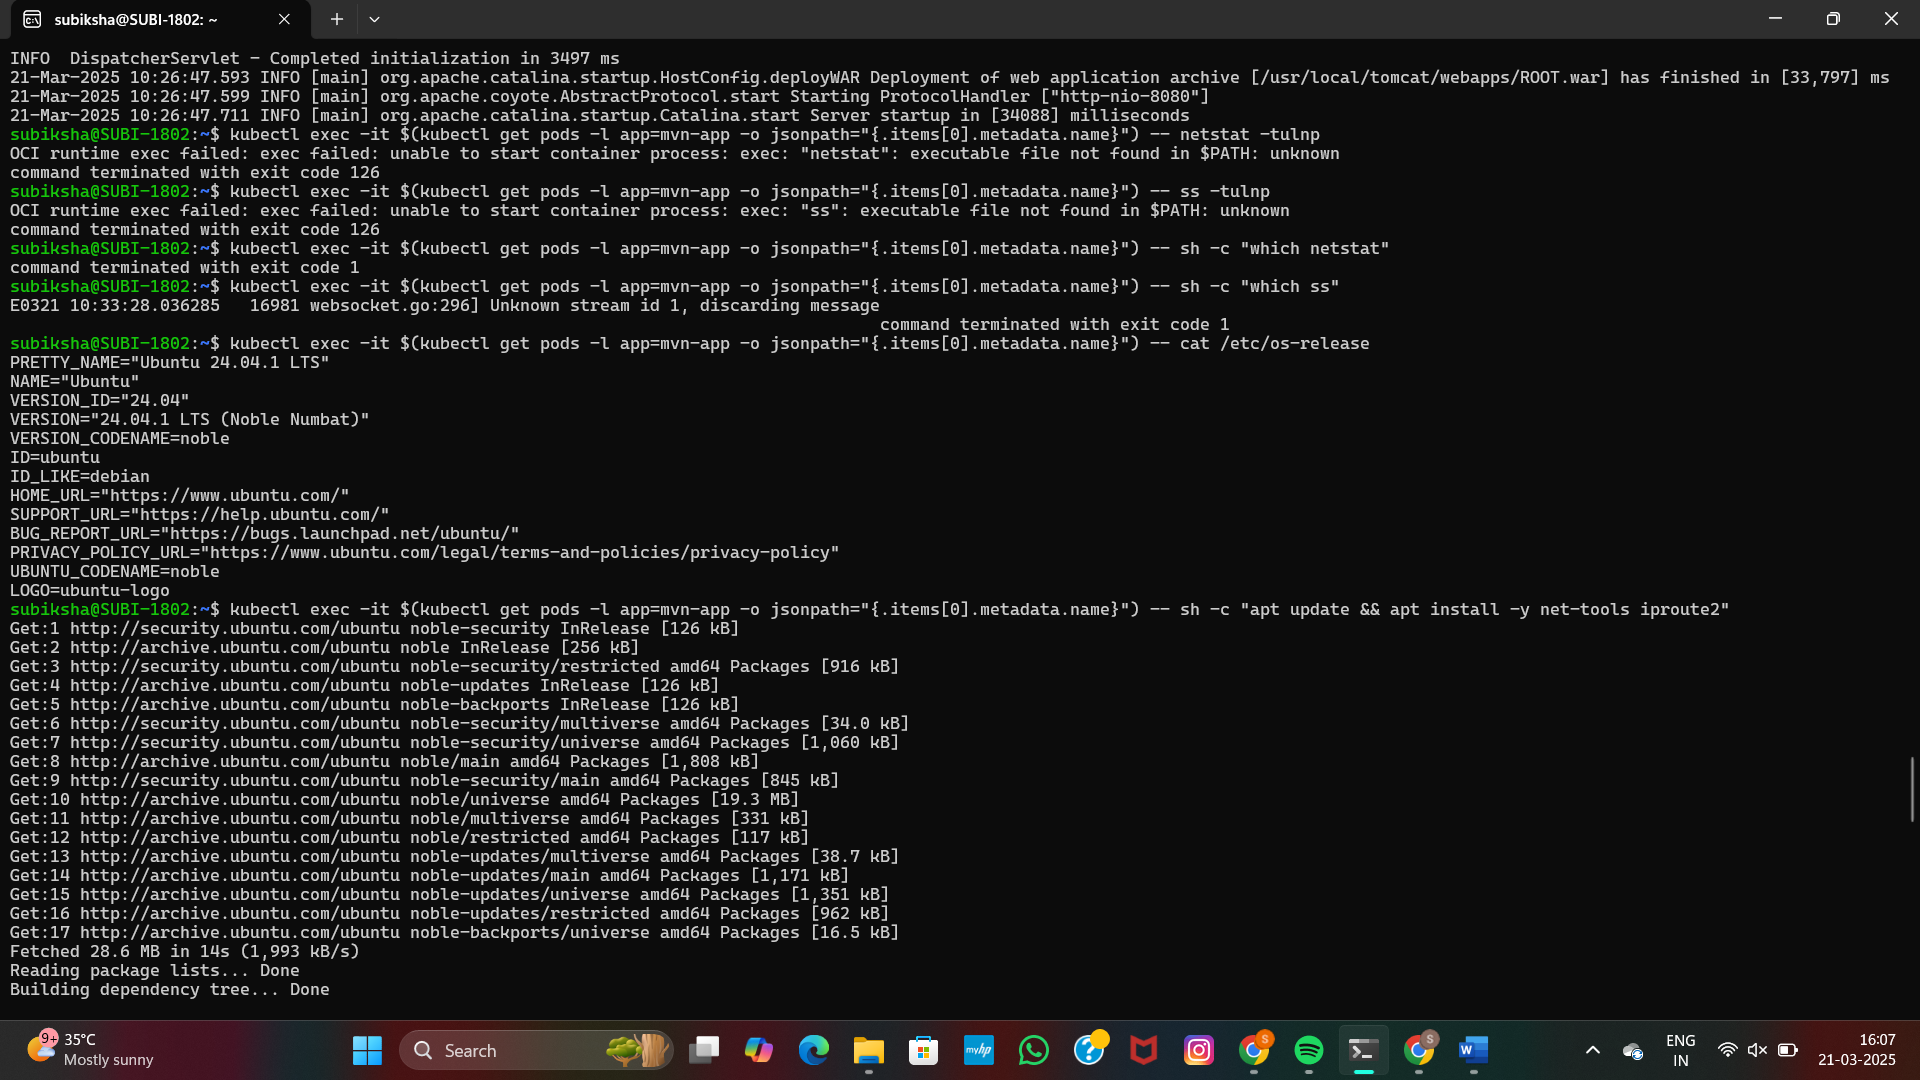 subiksha@SUBI-1802: ~
INFO  DispatcherServlet - Completed initialization in 3497 ms
21-Mar-2025 10:26:47.593 INFO [main] org.apache.catalina.startup.HostConfig.deployWAR Deployment of web application archive [/usr/local/tomcat/webapps/ROOT.war] has finished in [33,797] ms
21-Mar-2025 10:26:47.599 INFO [main] org.apache.coyote.AbstractProtocol.start Starting ProtocolHandler ["http-nio-8080"]
21-Mar-2025 10:26:47.711 INFO [main] org.apache.catalina.startup.Catalina.start Server startup in [34088] milliseconds
subiksha@SUBI-1802:~$ kubectl exec -it $(kubectl get pods -l app=mvn-app -o jsonpath="{.items[0].metadata.name}") -- netstat -tulnp
OCI runtime exec failed: exec failed: unable to start container process: exec: "netstat": executable file not found in $PATH: unknown
command terminated with exit code 126
subiksha@SUBI-1802:~$ kubectl exec -it $(kubectl get pods -l app=mvn-app -o jsonpath="{.items[0].metadata.name}") -- ss -tulnp
OCI runtime exec failed: exec failed: unable to start container process: exec: "ss": executable file not found in $PATH: unknown
command terminated with exit code 126
subiksha@SUBI-1802:~$ kubectl exec -it $(kubectl get pods -l app=mvn-app -o jsonpath="{.items[0].metadata.name}") -- sh -c "which netstat"
command terminated with exit code 1
subiksha@SUBI-1802:~$ kubectl exec -it $(kubectl get pods -l app=mvn-app -o jsonpath="{.items[0].metadata.name}") -- sh -c "which ss"
E0321 10:33:28.036285   16981 websocket.go:296] Unknown stream id 1, discarding message
command terminated with exit code 1
subiksha@SUBI-1802:~$ kubectl exec -it $(kubectl get pods -l app=mvn-app -o jsonpath="{.items[0].metadata.name}") -- cat /etc/os-release
PRETTY_NAME="Ubuntu 24.04.1 LTS"
NAME="Ubuntu"
VERSION_ID="24.04"
VERSION="24.04.1 LTS (Noble Numbat)"
VERSION_CODENAME=noble
ID=ubuntu
ID_LIKE=debian
HOME_URL="https://www.ubuntu.com/"
SUPPORT_URL="https://help.ubuntu.com/"
BUG_REPORT_URL="https://bugs.launchpad.net/ubuntu/"
PRIVACY_POLICY_URL="https://www.ubuntu.com/legal/terms-and-policies/privacy-policy"
UBUNTU_CODENAME=noble
LOGO=ubuntu-logo
subiksha@SUBI-1802:~$ kubectl exec -it $(kubectl get pods -l app=mvn-app -o jsonpath="{.items[0].metadata.name}") -- sh -c "apt update && apt install -y net-tools iproute2"
Get:1 http://security.ubuntu.com/ubuntu noble-security InRelease [126 kB]
Get:2 http://archive.ubuntu.com/ubuntu noble InRelease [256 kB]
Get:3 http://security.ubuntu.com/ubuntu noble-security/restricted amd64 Packages [916 kB]
Get:4 http://archive.ubuntu.com/ubuntu noble-updates InRelease [126 kB]
Get:5 http://archive.ubuntu.com/ubuntu noble-backports InRelease [126 kB]
Get:6 http://security.ubuntu.com/ubuntu noble-security/multiverse amd64 Packages [34.0 kB]
Get:7 http://security.ubuntu.com/ubuntu noble-security/universe amd64 Packages [1,060 kB]
Get:8 http://archive.ubuntu.com/ubuntu noble/main amd64 Packages [1,808 kB]
Get:9 http://security.ubuntu.com/ubuntu noble-security/main amd64 Packages [845 kB]
Get:10 http://archive.ubuntu.com/ubuntu noble/universe amd64 Packages [19.3 MB]
Get:11 http://archive.ubuntu.com/ubuntu noble/multiverse amd64 Packages [331 kB]
Get:12 http://archive.ubuntu.com/ubuntu noble/restricted amd64 Packages [117 kB]
Get:13 http://archive.ubuntu.com/ubuntu noble-updates/multiverse amd64 Packages [38.7 kB]
Get:14 http://archive.ubuntu.com/ubuntu noble-updates/main amd64 Packages [1,171 kB]
Get:15 http://archive.ubuntu.com/ubuntu noble-updates/universe amd64 Packages [1,351 kB]
Get:16 http://archive.ubuntu.com/ubuntu noble-updates/restricted amd64 Packages [962 kB]
Get:17 http://archive.ubuntu.com/ubuntu noble-backports/universe amd64 Packages [16.5 kB]
Fetched 28.6 MB in 14s (1,993 kB/s)
Reading package lists... Done
Building dependency tree... Done
9+ 35°C
Mostly sunny
Search
myhp
S
S
W
ENG
IN
16:07
21-03-2025